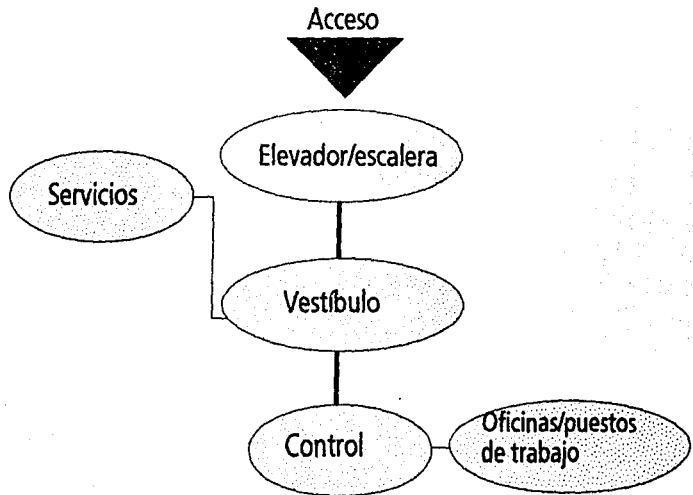 Acceso
Elevador/escalera
Servicios
Vestíbulo
Control
Oficinas/puestos
de trabajo